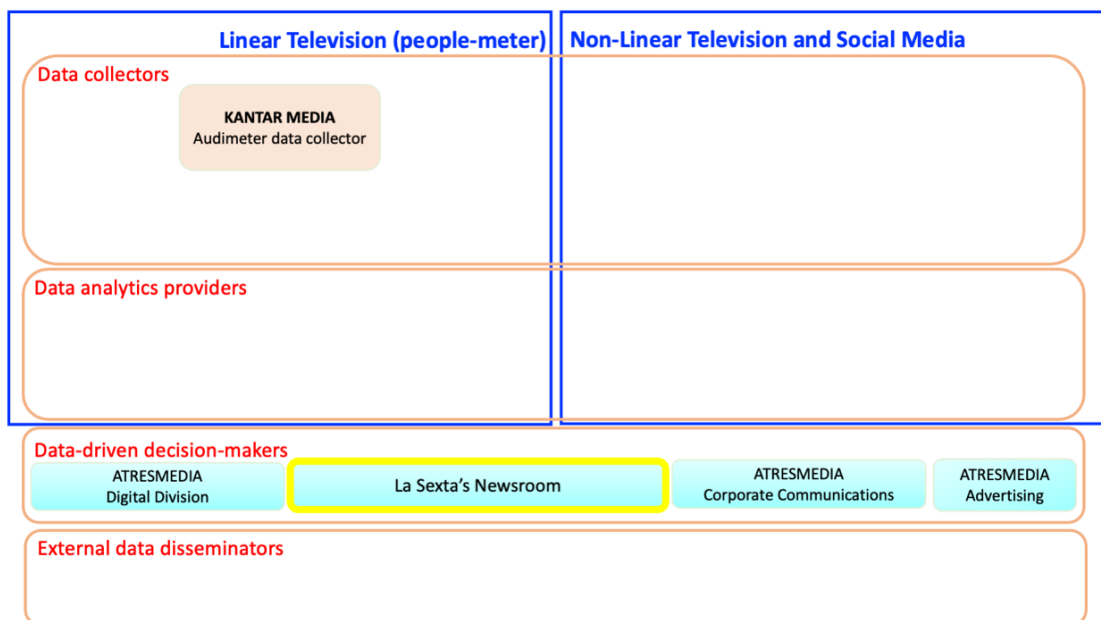 Linear Television (people-meter)
Non-Linear Television and Social Media
Data collectors
KANTAR MEDIA
Audimeter data collector
Data analytics providers
Data-driven decision-makers
ATRESMEDIA
Digital Division
La Sexta’s Newsroom
ATRESMEDIA
Corporate Communications
ATRESMEDIA
Advertising
External data disseminators